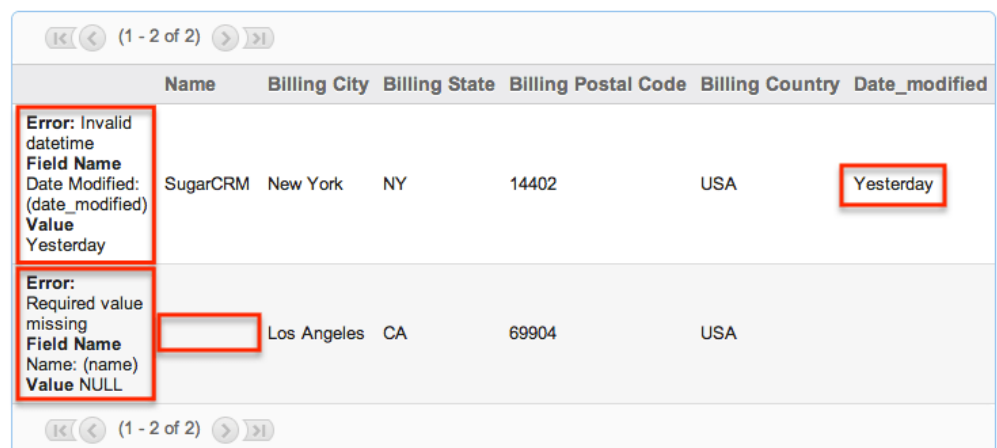 (1 - 2 of 2)
Name Billing City Billing State Billing Postal Code Billing Country Date_modified
Error: Invalid
datetime
Field Name
Date Modified:
(date_modified)
Value
Yesterday
SugarCRM New York NY 14402 USA Yesterday
Error:
Required value
missing
Field Name
Name: (name)
Value NULL
Los Angeles CA 69904 USA
(1 - 2 of 2)